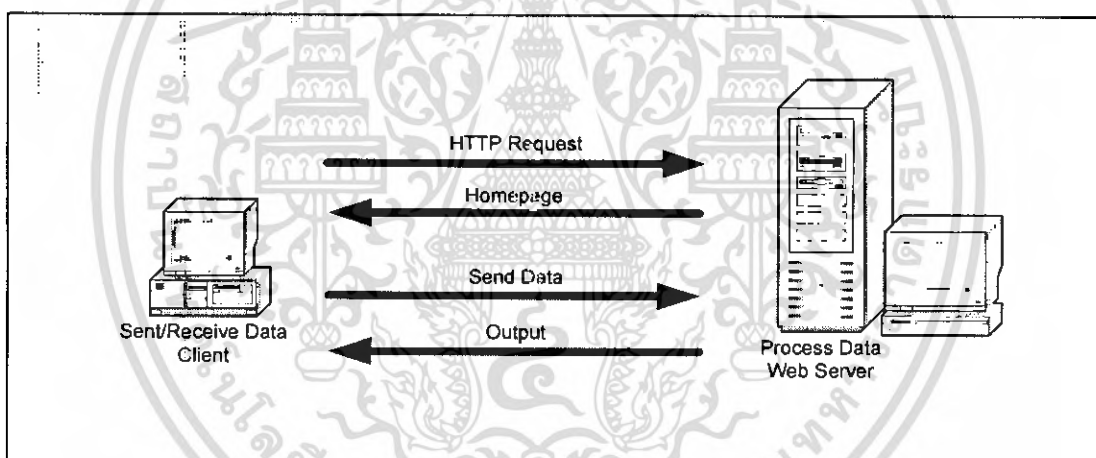 HTTP Request
Homepage
Send Data
Output
Sent/Receive Data
Client
Process Data
Web Server